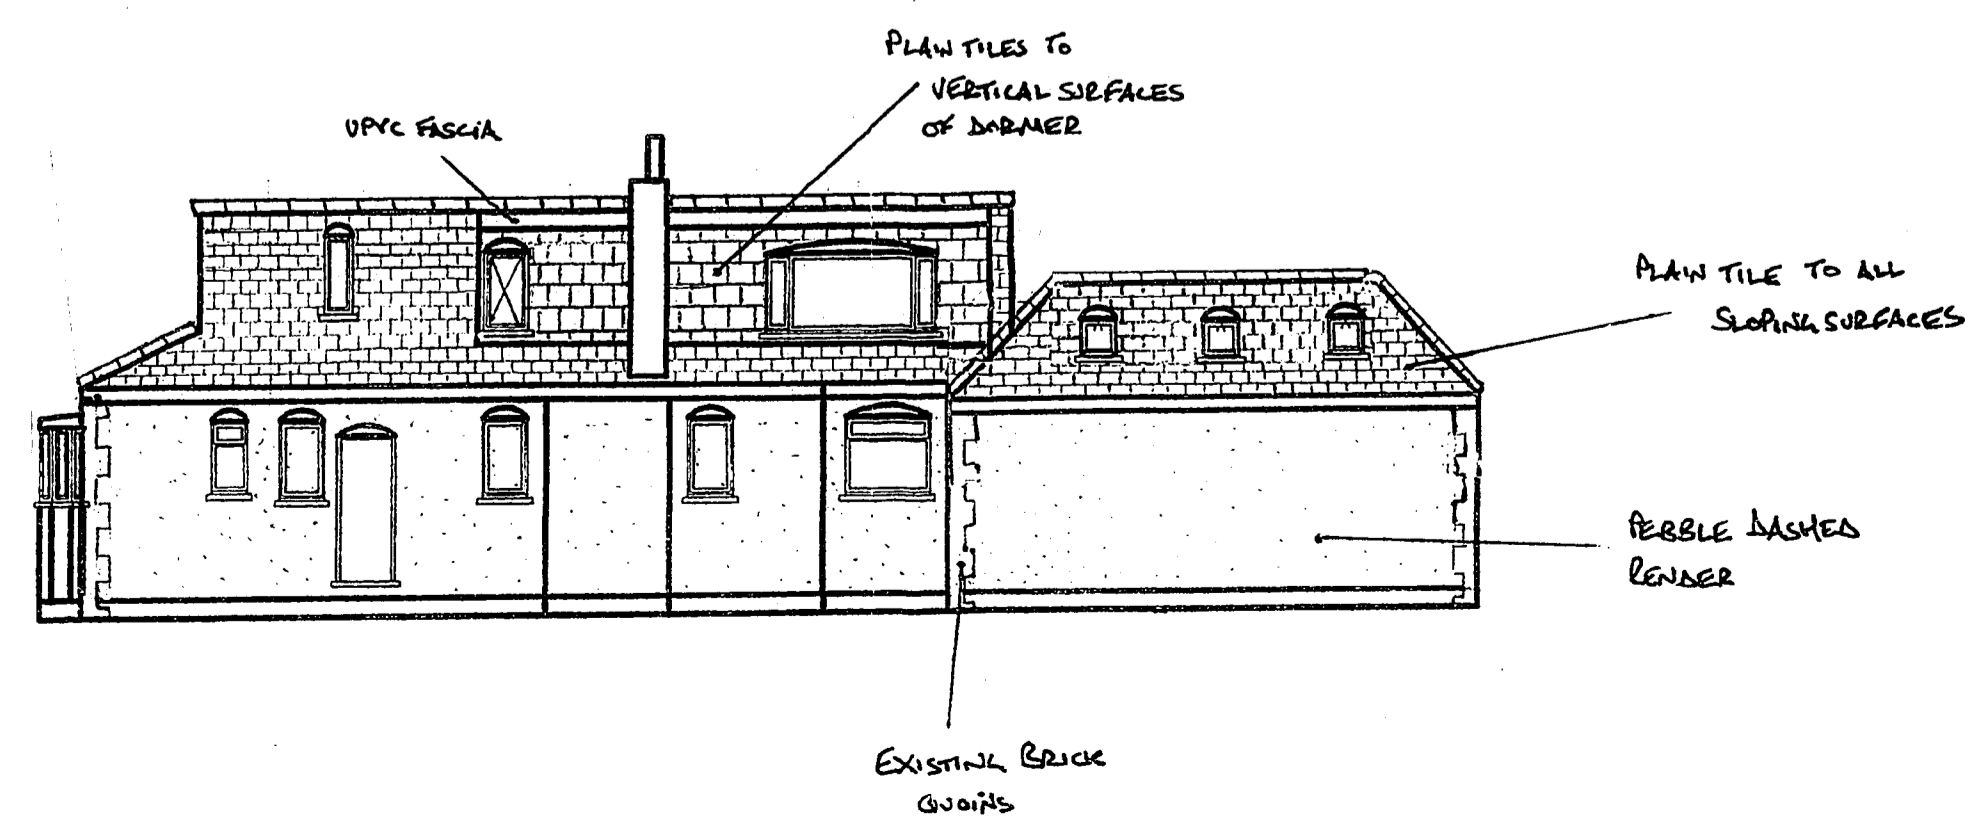 PLAIN TILES TO
VERTICAL SURFACES
OF DORMER
UPVC FASCIA
PLAIN TILE TO ALL
SLOPING SURFACES
PEBBLE DASHED
RENDER
EXISTING BRICK
QUOINS